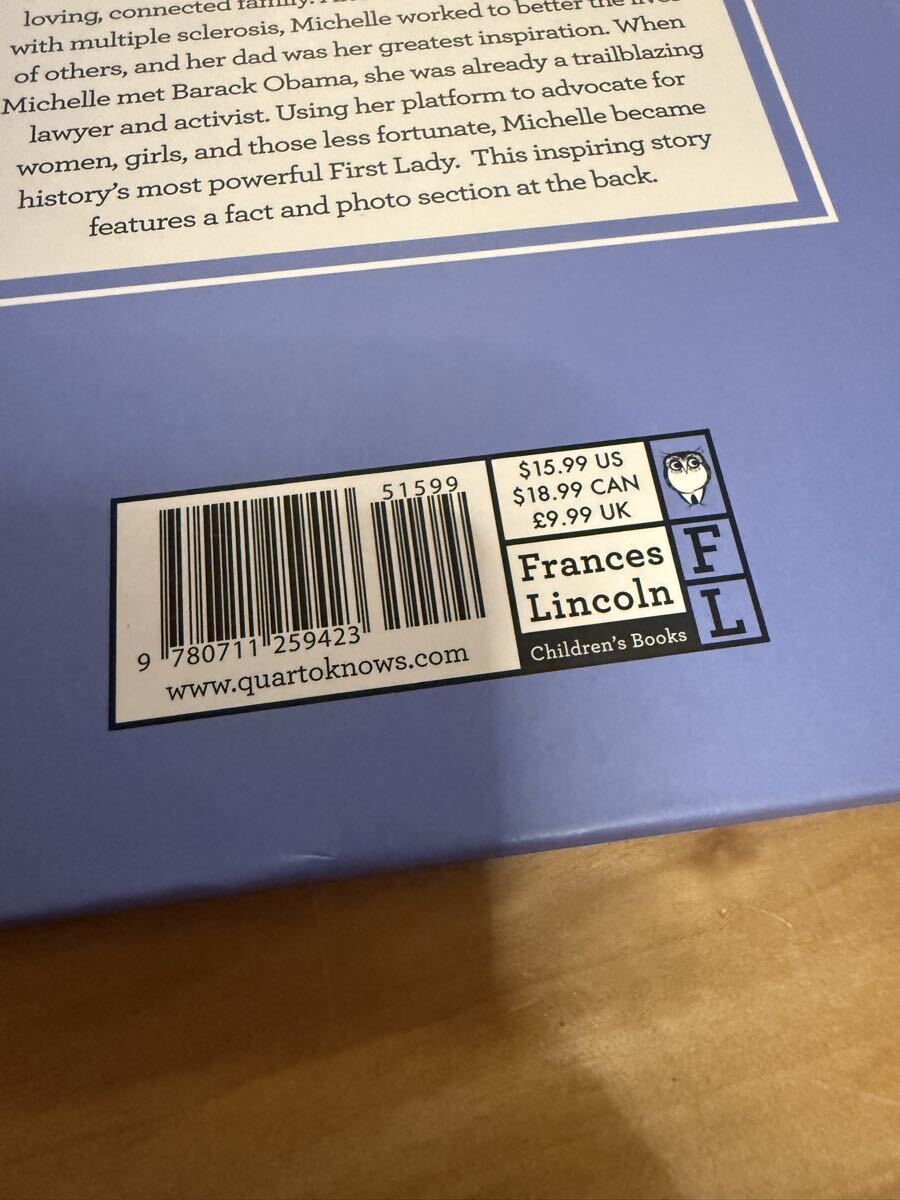 loving, connected family.
with multiple sclerosis, Michelle worked to better the lives
of others, and her dad was her greatest inspiration. When
Michelle met Barack Obama, she was already a trailblazing
lawyer and activist. Using her platform to advocate for
women, girls, and those less fortunate, Michelle became
history's most powerful First Lady. This inspiring story
features a fact and photo section at the back.
51599
9 780711 259423
www.quartoknows.com
$15.99 US
$18.99 CAN
£9.99 UK
Frances
Lincoln
Children's Books
F
L